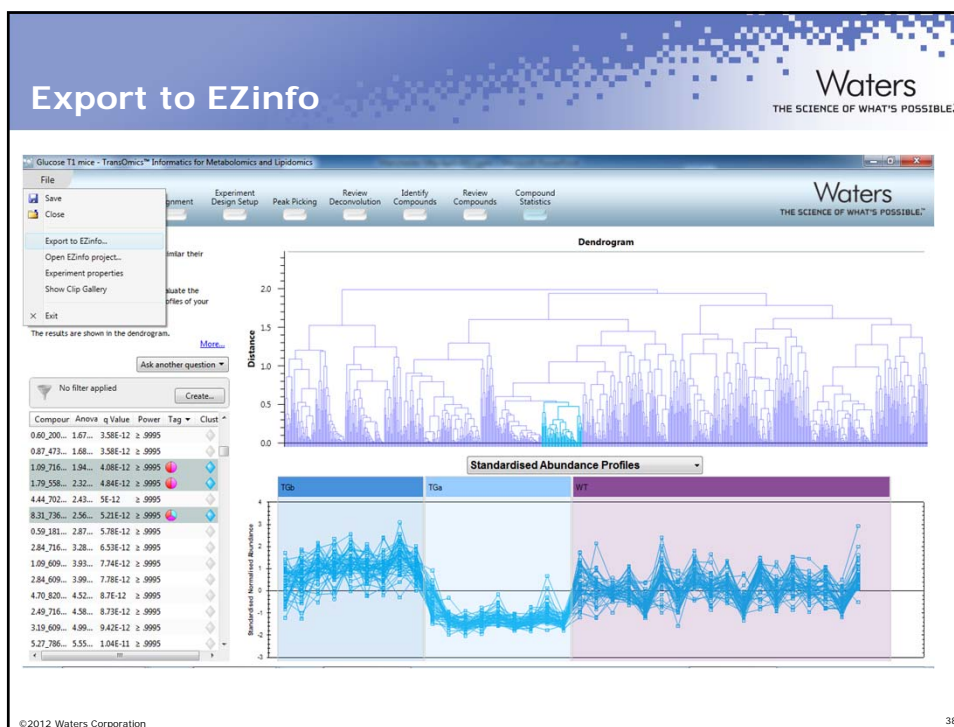 Export to EZinfo
Waters
THE SCIENCE OF WHAT'S POSSIBLE.™
Glucose T1 mice - TransOmics™ Informatics for Metabolomics and Lipidomics
File
Save
Close
Export to EZinfo...
Open EZinfo project...
Experiment properties
Show Clip Gallery
Exit
gnment
Experiment Design Setup
Peak Picking
Review Deconvolution
Identify Compounds
Review Compounds
Compound Statistics
Waters
THE SCIENCE OF WHAT'S POSSIBLE.™
milar their
aluate the
ofiles of your
The results are shown in the dendrogram.
More...
Ask another question
No filter applied
Create...
Compour Anova q Value Power Tag Clust
0.60_200... 1.67... 3.58E-12 ≥ .9995
0.87_473... 1.68... 3.58E-12 ≥ .9995
1.09_716... 1.94... 4.08E-12 ≥ .9995
1.79_558... 2.32... 4.84E-12 ≥ .9995
4.44_702... 2.43... 5E-12 ≥ .9995
8.31_736... 2.56... 5.21E-12 ≥ .9995
0.59_181... 2.87... 5.78E-12 ≥ .9995
2.84_716... 3.28... 6.53E-12 ≥ .9995
1.09_609... 3.93... 7.74E-12 ≥ .9995
2.84_609... 3.99... 7.78E-12 ≥ .9995
4.70_820... 4.52... 8.7E-12 ≥ .9995
2.49_716... 4.58... 8.73E-12 ≥ .9995
3.19_609... 4.99... 9.42E-12 ≥ .9995
5.27_786... 5.55... 1.04E-11 ≥ .9995
Dendrogram
Distance
2.0
1.5
1.0
0.5
0.0
Standardised Abundance Profiles
TGb
TGa
WT
Standardised Normalised Abundance
4
3
2
1
0
-1
-2
-3
©2012 Waters Corporation
38